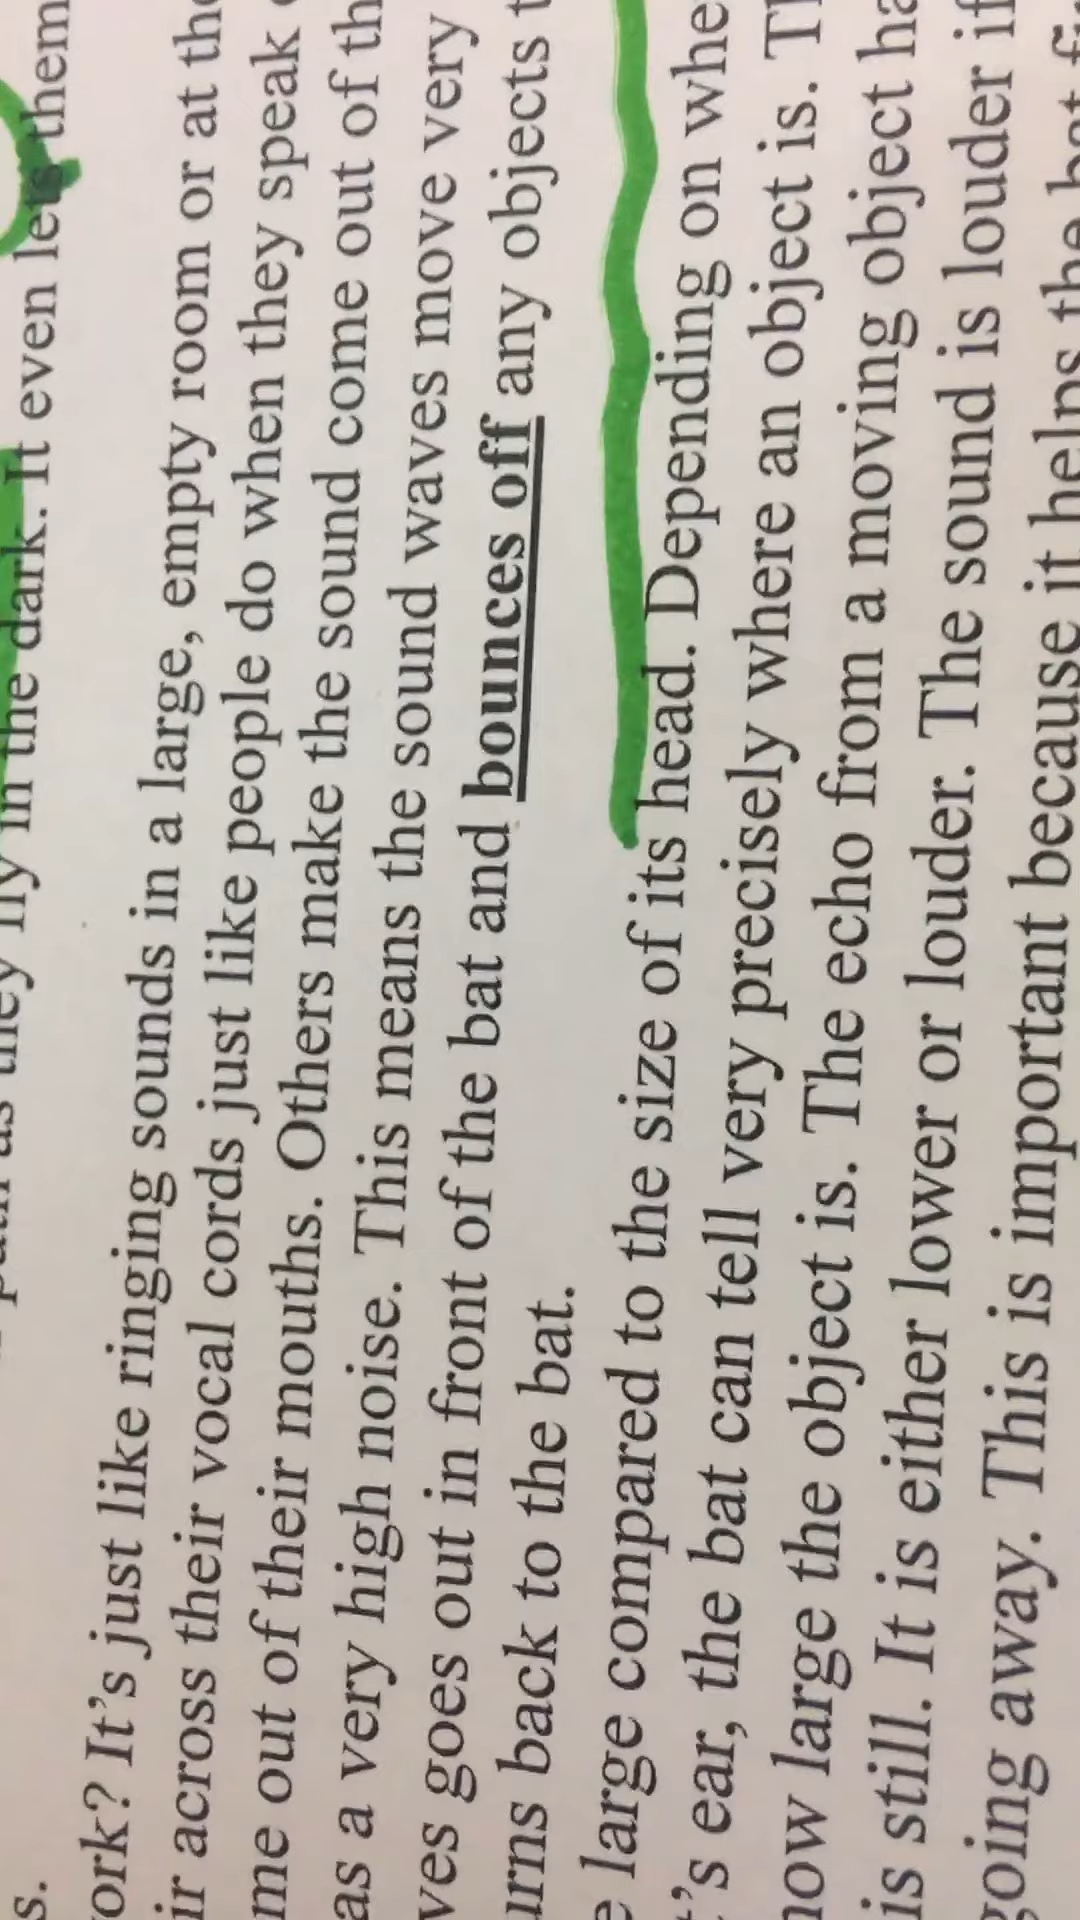 the dark. It even lets them
s.
ork? It's just like ringing sounds in a large, empty room or at the
ir across their vocal cords just like people do when they speak
me out of their mouths. Others make the sound come out of th
as a very high noise. This means the sound waves move very
ves goes out in front of the bat and bounces off any objects t
urns back to the bat.
e large compared to the size of its head. Depending on whe
t's ear, the bat can tell very precisely where an object is. Th
how large the object is. The echo from a moving object ha
is still. It is either lower or louder. The sound is louder if
going away. This is important because it helps the bat